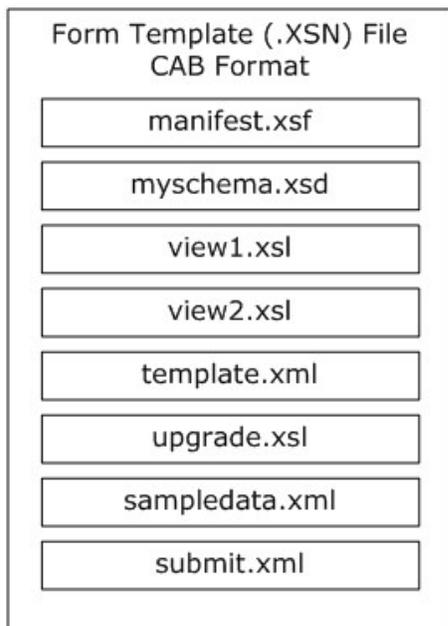 Form Template (.XSN) File
CAB Format
manifest.xsf
myschema.xsd
view1.xsl
view2.xsl
template.xml
upgrade.xsl
sampledata.xml
submit.xml